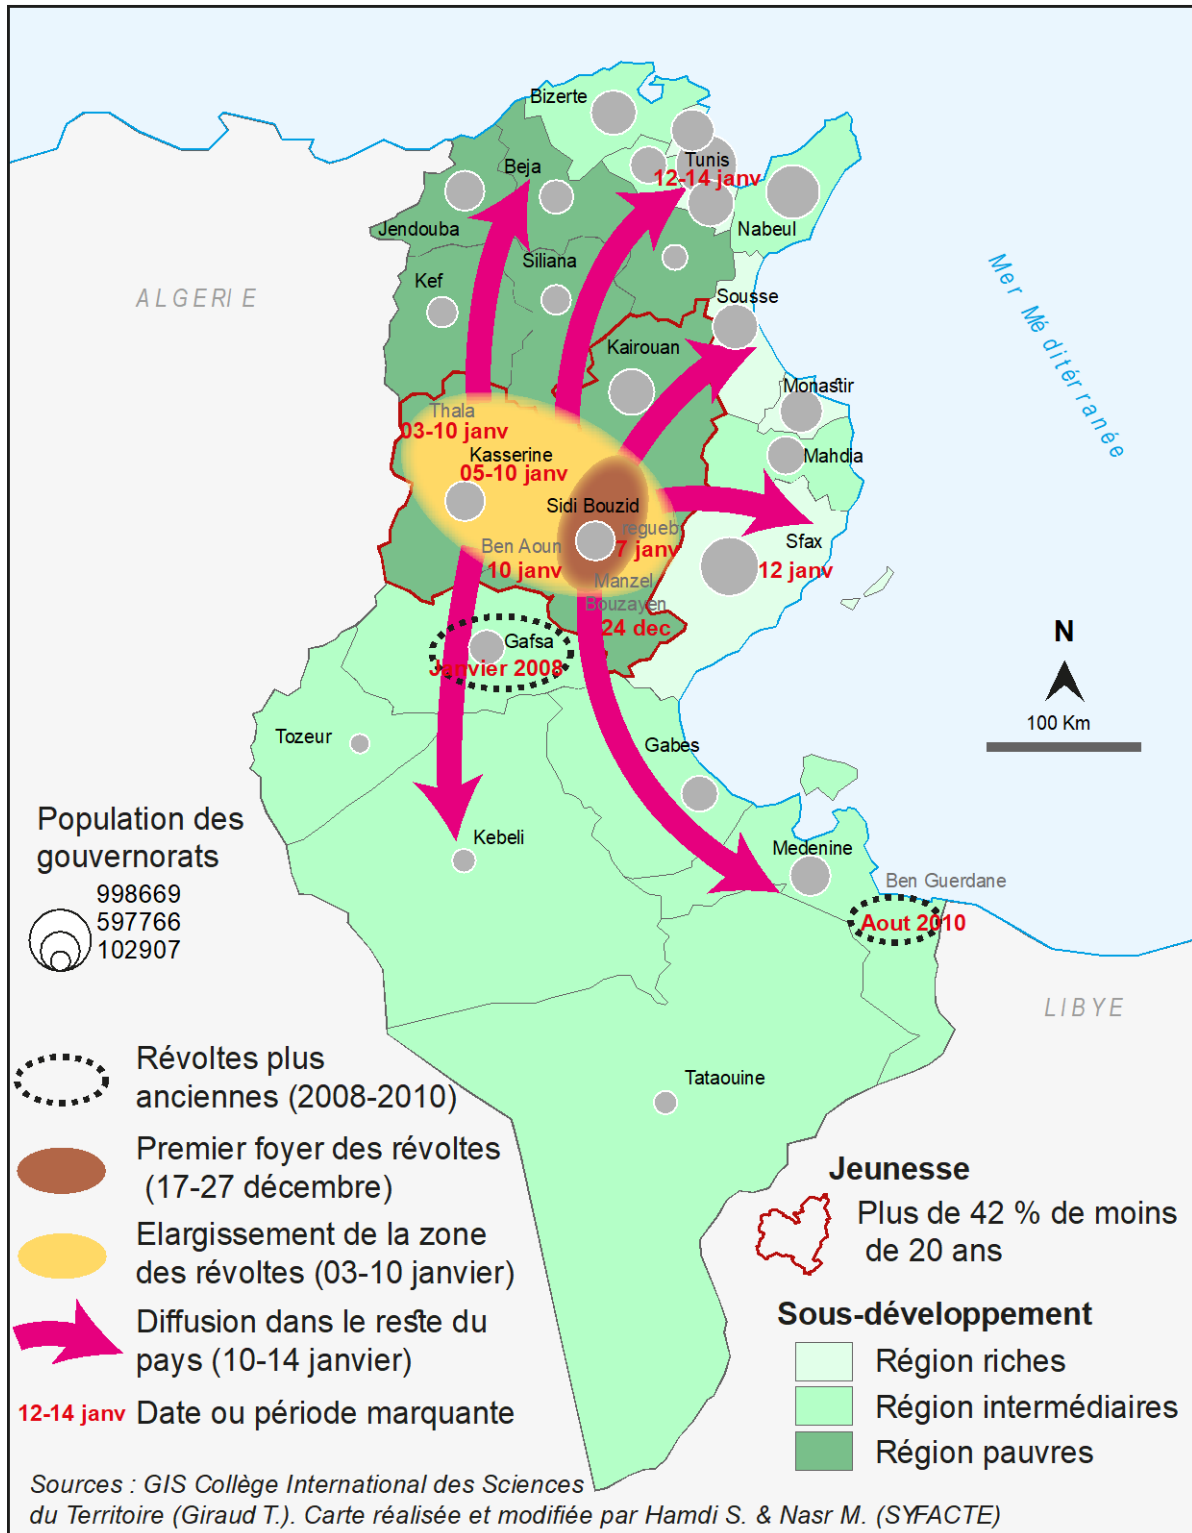 Bizerte
Beja
Tunis
12-14 janv
Jendouba
Nabeul
Siliana
Kef
ALGERIE
Sousse
Mer Méditérranée
Kairouan
Monastir
Thala
03-10 janv
Kasserine
05-10 janv
Mahdia
Sidi Bouzid
regueb
7 janv
Ben Aoun
10 janv
Sfax
12 janv
Manzel
Bouzayen
24 dec
Gafsa
Janvier 2008
N
100 Km
Tozeur
Gabes
Kebeli
Medenine
Ben Guerdane
Aout 2010
LIBYE
Tataouine
Population des
gouvernorats
998669
597766
102907
Révoltes plus
anciennes (2008-2010)
Premier foyer des révoltes
(17-27 décembre)
Elargissement de la zone
des révoltes (03-10 janvier)
Diffusion dans le reste du
pays (10-14 janvier)
12-14 janv Date ou période marquante
Jeunesse
Plus de 42 % de moins
de 20 ans
Sous-développement
Région riches
Région intermédiaires
Région pauvres
Sources : GIS Collège International des Sciences
du Territoire (Giraud T.). Carte réalisée et modifiée par Hamdi S. & Nasr M. (SYFACTE)